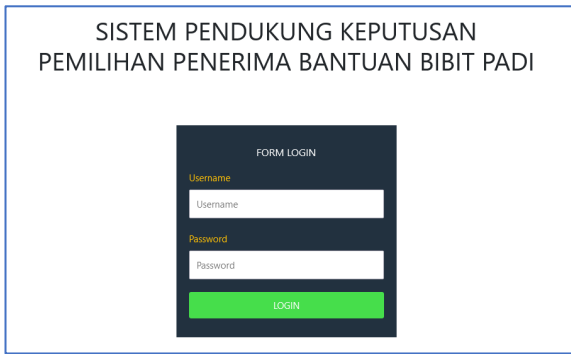 SISTEM PENDUKUNG KEPUTUSAN
PEMILIHAN PENERIMA BANTUAN BIBIT PADI
FORM LOGIN
Username
Username
Password
Password
LOGIN